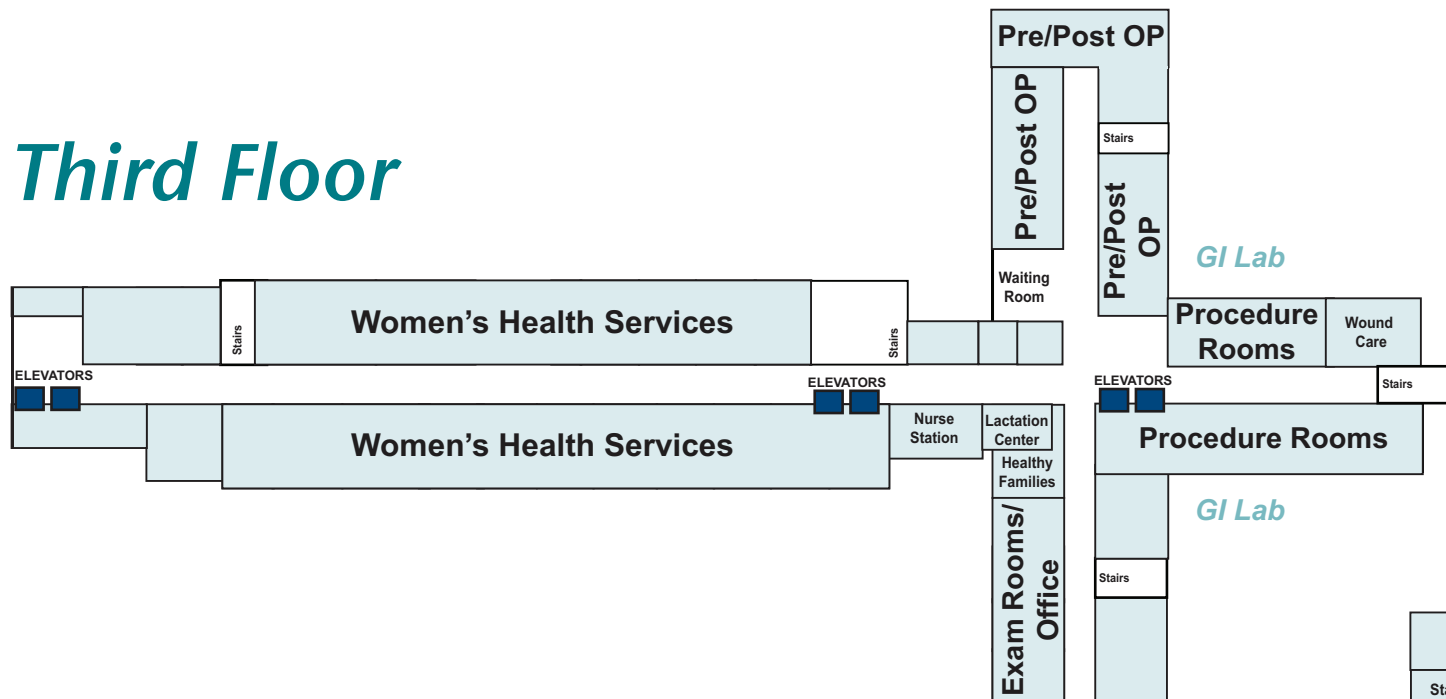 Third Floor
Pre/Post OP
Pre/Post OP
Stairs
Pre/Post
OP
GI Lab
Waiting
Room
Stairs
Women’s Health Services
Stairs
Procedure
Rooms
Wound
Care
ELEVATORS
ELEVATORS
ELEVATORS
Stairs
Women’s Health Services
Nurse
Station
Lactation
Center
Healthy
Families
Procedure Rooms
GI Lab
Exam Rooms/
Office
Stairs